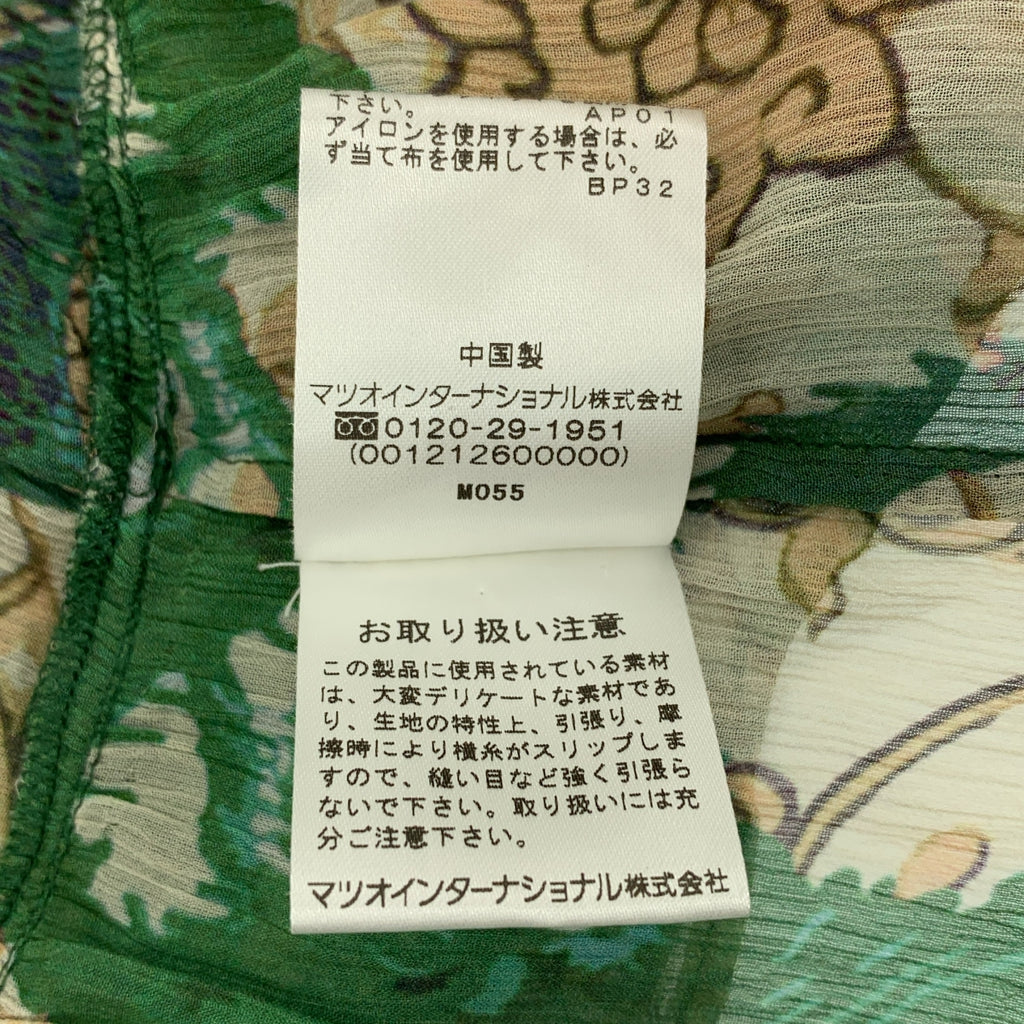 下さい。
AP01
アイロンを使用する場合は、必
ず当て布を使用して下さい。
BP32
中国製
マツオインターナショナル株式会社
0120-29-1951
(001212600000)
M055
お取り扱い注意
この製品に使用されている素材
は、大変デリケートな素材であ
り、生地の特性上、引張り、摩
擦時により横糸がスリップしま
すので、縫い目など強く引張ら
ないで下さい。取り扱いには充
分ご注意下さい。
マツオインターナショナル株式会社